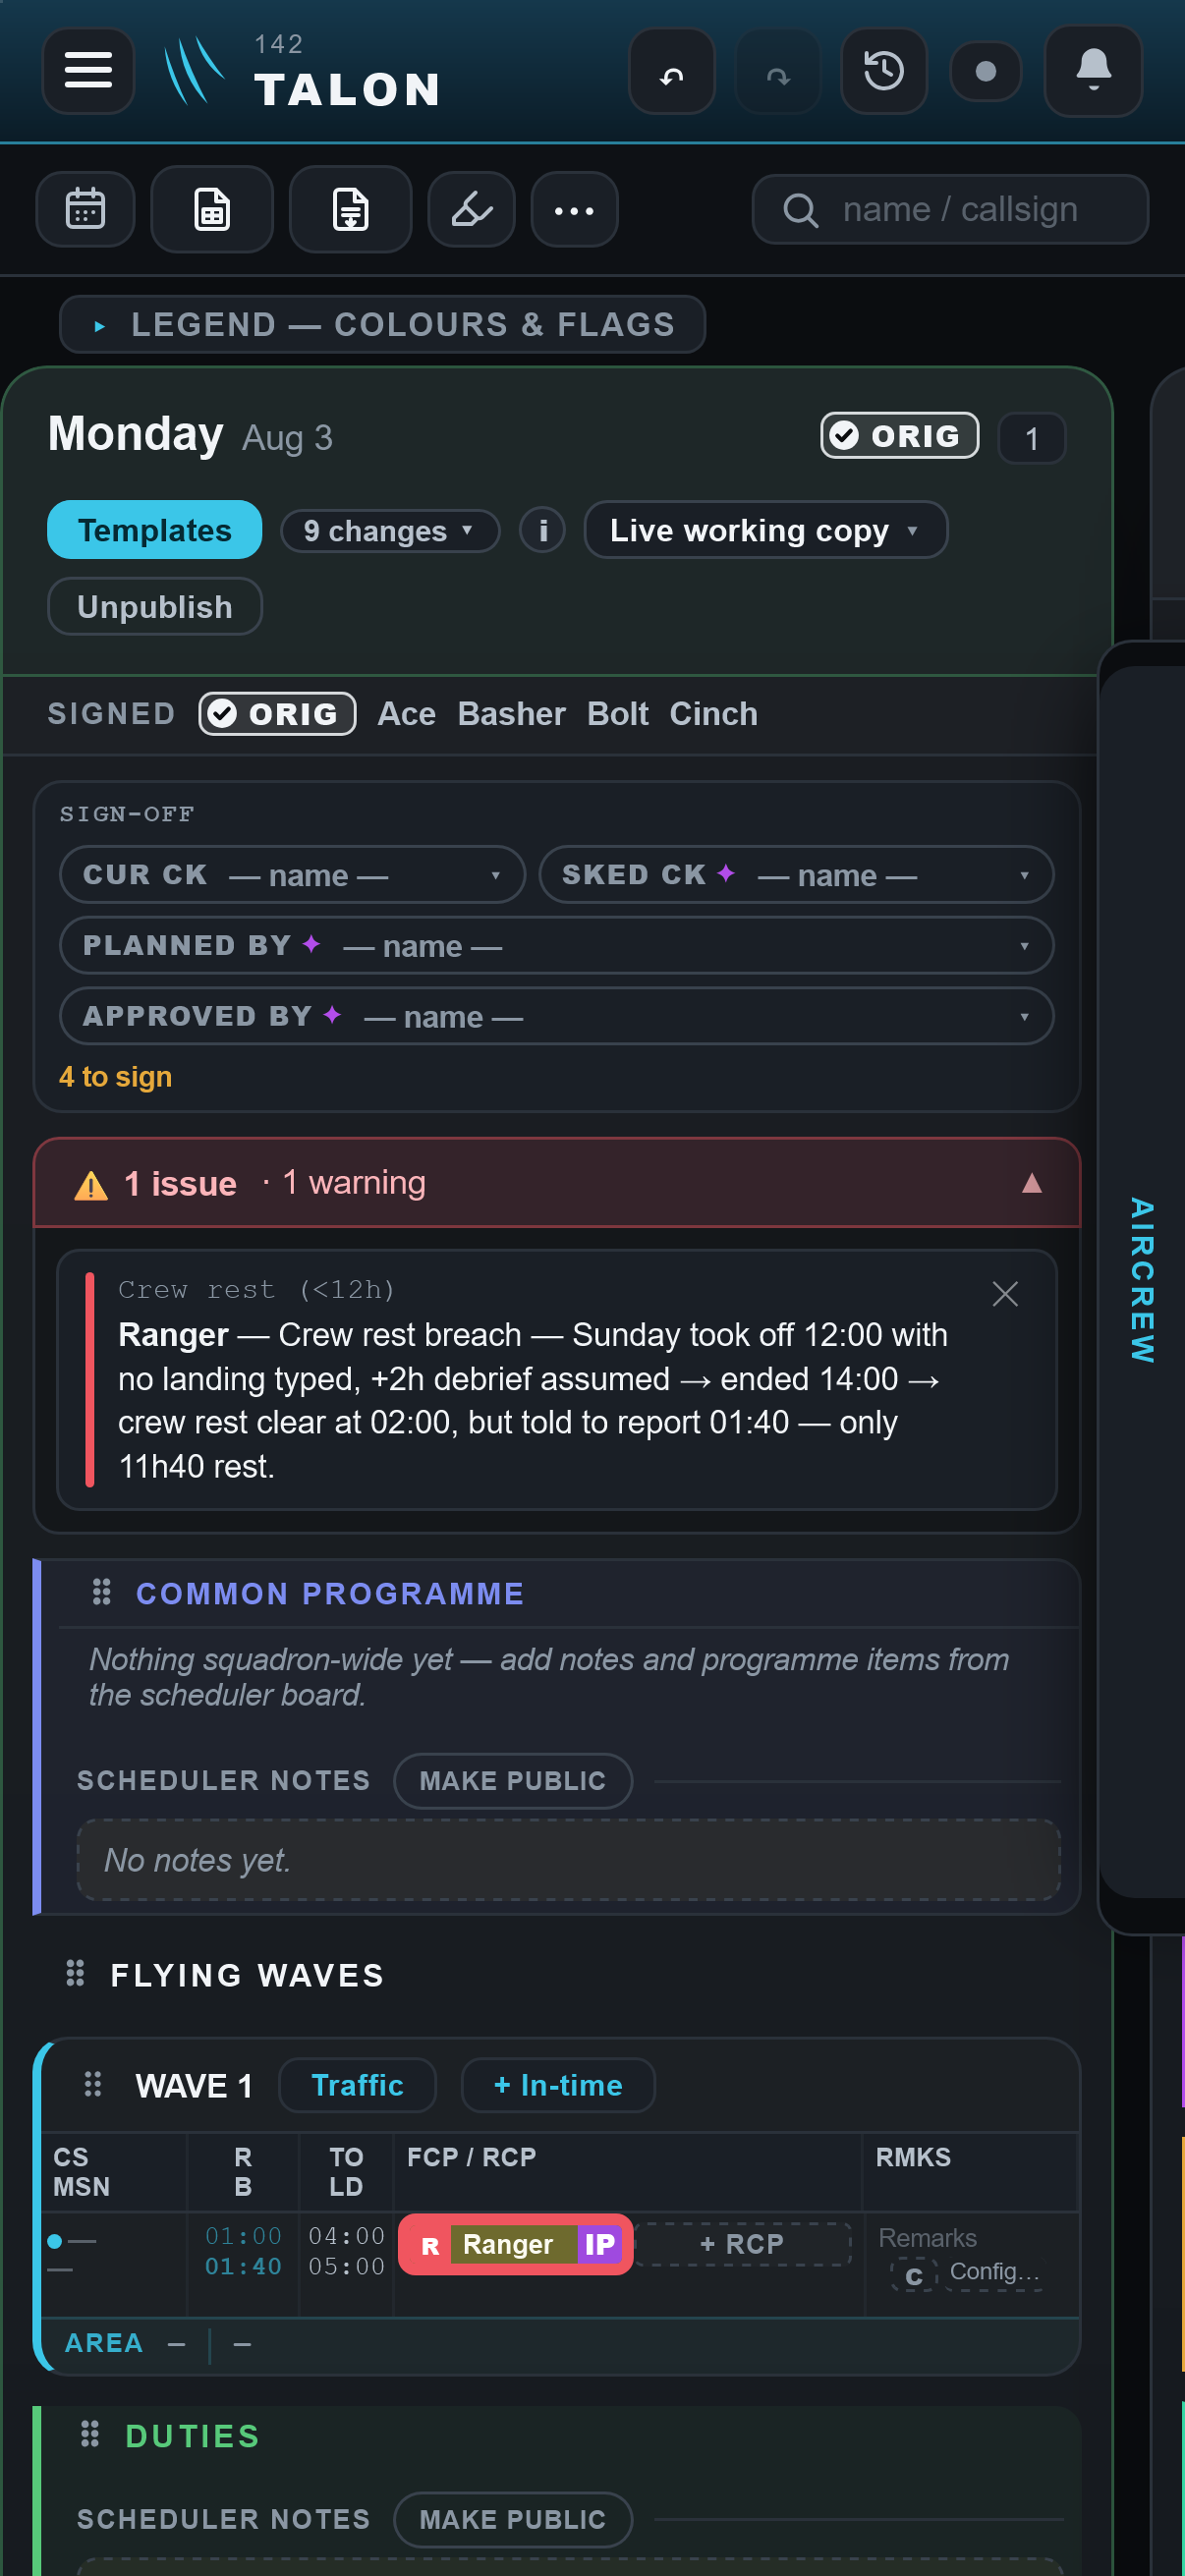 142
TALON
name / callsign
▸ LEGEND — COLOURS & FLAGS
Monday Aug 3 ORIG 1
Templates 9 changes ▾ i Live working copy ▾
Unpublish
SIGNED ORIG Ace Basher Bolt Cinch
SIGN-OFF
CUR CK — name — ▾ SKED CK ✦ — name — ▾
PLANNED BY ✦ — name — ▾
APPROVED BY ✦ — name — ▾
4 to sign
⚠️ 1 issue · 1 warning ▲
Crew rest (<12h)
Ranger — Crew rest breach — Sunday took off 12:00 with
no landing typed, +2h debrief assumed → ended 14:00 →
crew rest clear at 02:00, but told to report 01:40 — only
11h40 rest.
AIRCREW
COMMON PROGRAMME
Nothing squadron-wide yet — add notes and programme items from
the scheduler board.
SCHEDULER NOTES MAKE PUBLIC
No notes yet.
FLYING WAVES
WAVE 1 Traffic + In-time
CS R TO FCP / RCP RMKS
MSN B LD
— 01:00 04:00 R Ranger IP + RCP Remarks
— 01:40 05:00 C Config…
AREA – –
DUTIES
SCHEDULER NOTES MAKE PUBLIC